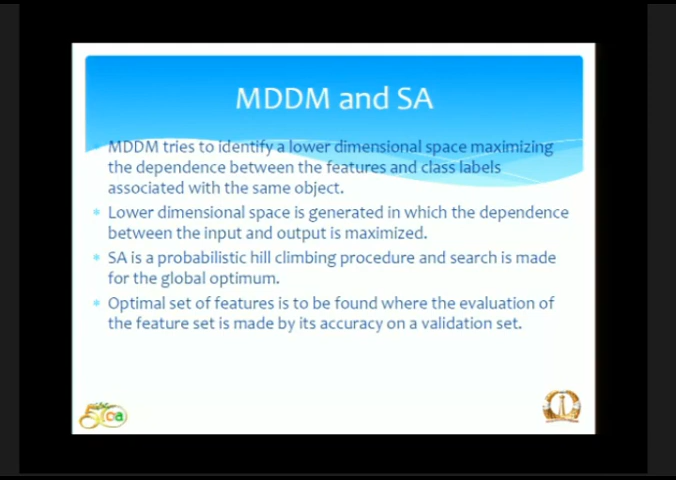 MDDM and SA
MDDM tries to identify a lower dimensional space maximizing
the dependence between the features and class labels
associated with the same object.
Lower dimensional space is generated in which the dependence
between the input and output is maximized.
SA is a probabilistic hill climbing procedure and search is made
for the global optimum.
Optimal set of features is to be found where the evaluation of
the feature set is made by its accuracy on a validation set.